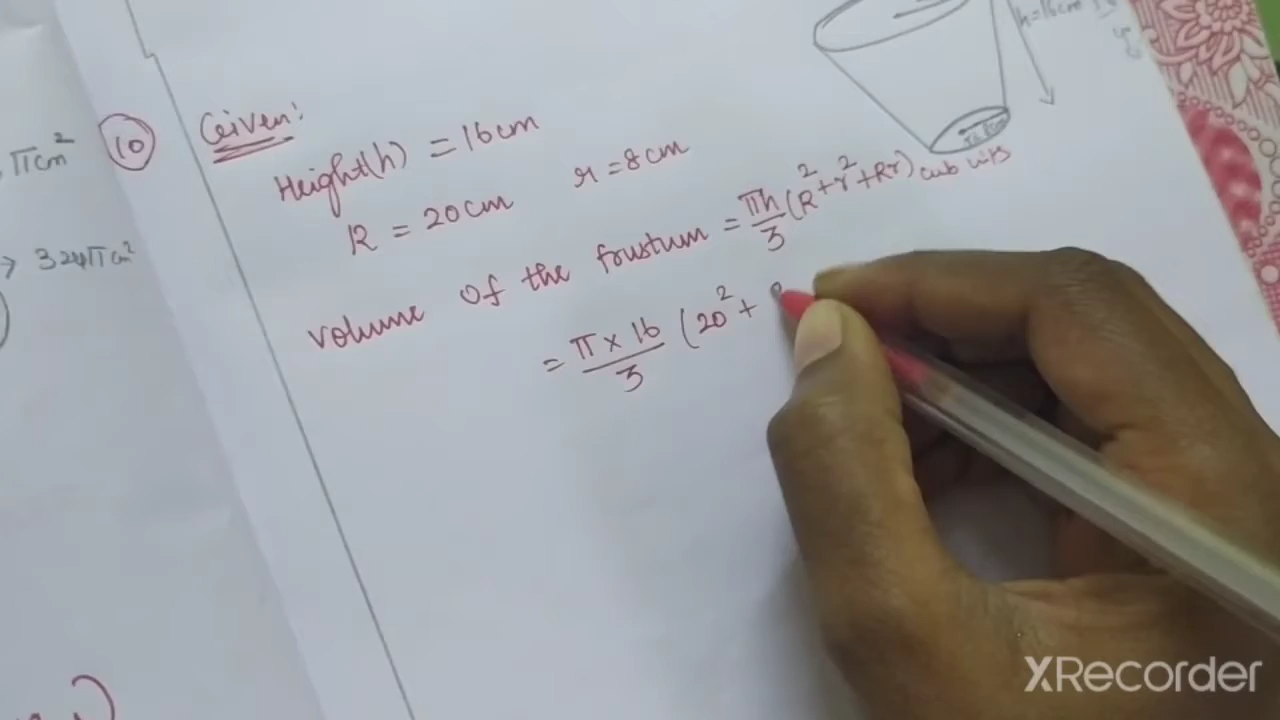 πcm²
→ 324πcm²
h=16cm
(10) Given:
Height(h) = 16cm
R = 20cm r = 8cm
volume of the frustum = πh/3 (R²+r²+Rr) cub uits
= π × 16/3 (20² +
XRecorder